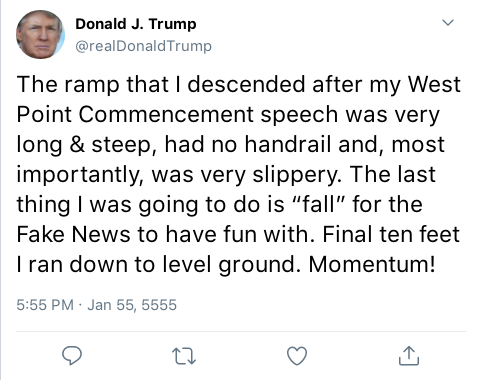 Donald J. Trump
@realDonaldTrump
The ramp that I descended after my West
Point Commencement speech was very
long & steep, had no handrail and, most
importantly, was very slippery. The last
thing I was going to do is “fall” for the
Fake News to have fun with. Final ten feet
I ran down to level ground. Momentum!
5:55 PM · Jan 55, 5555